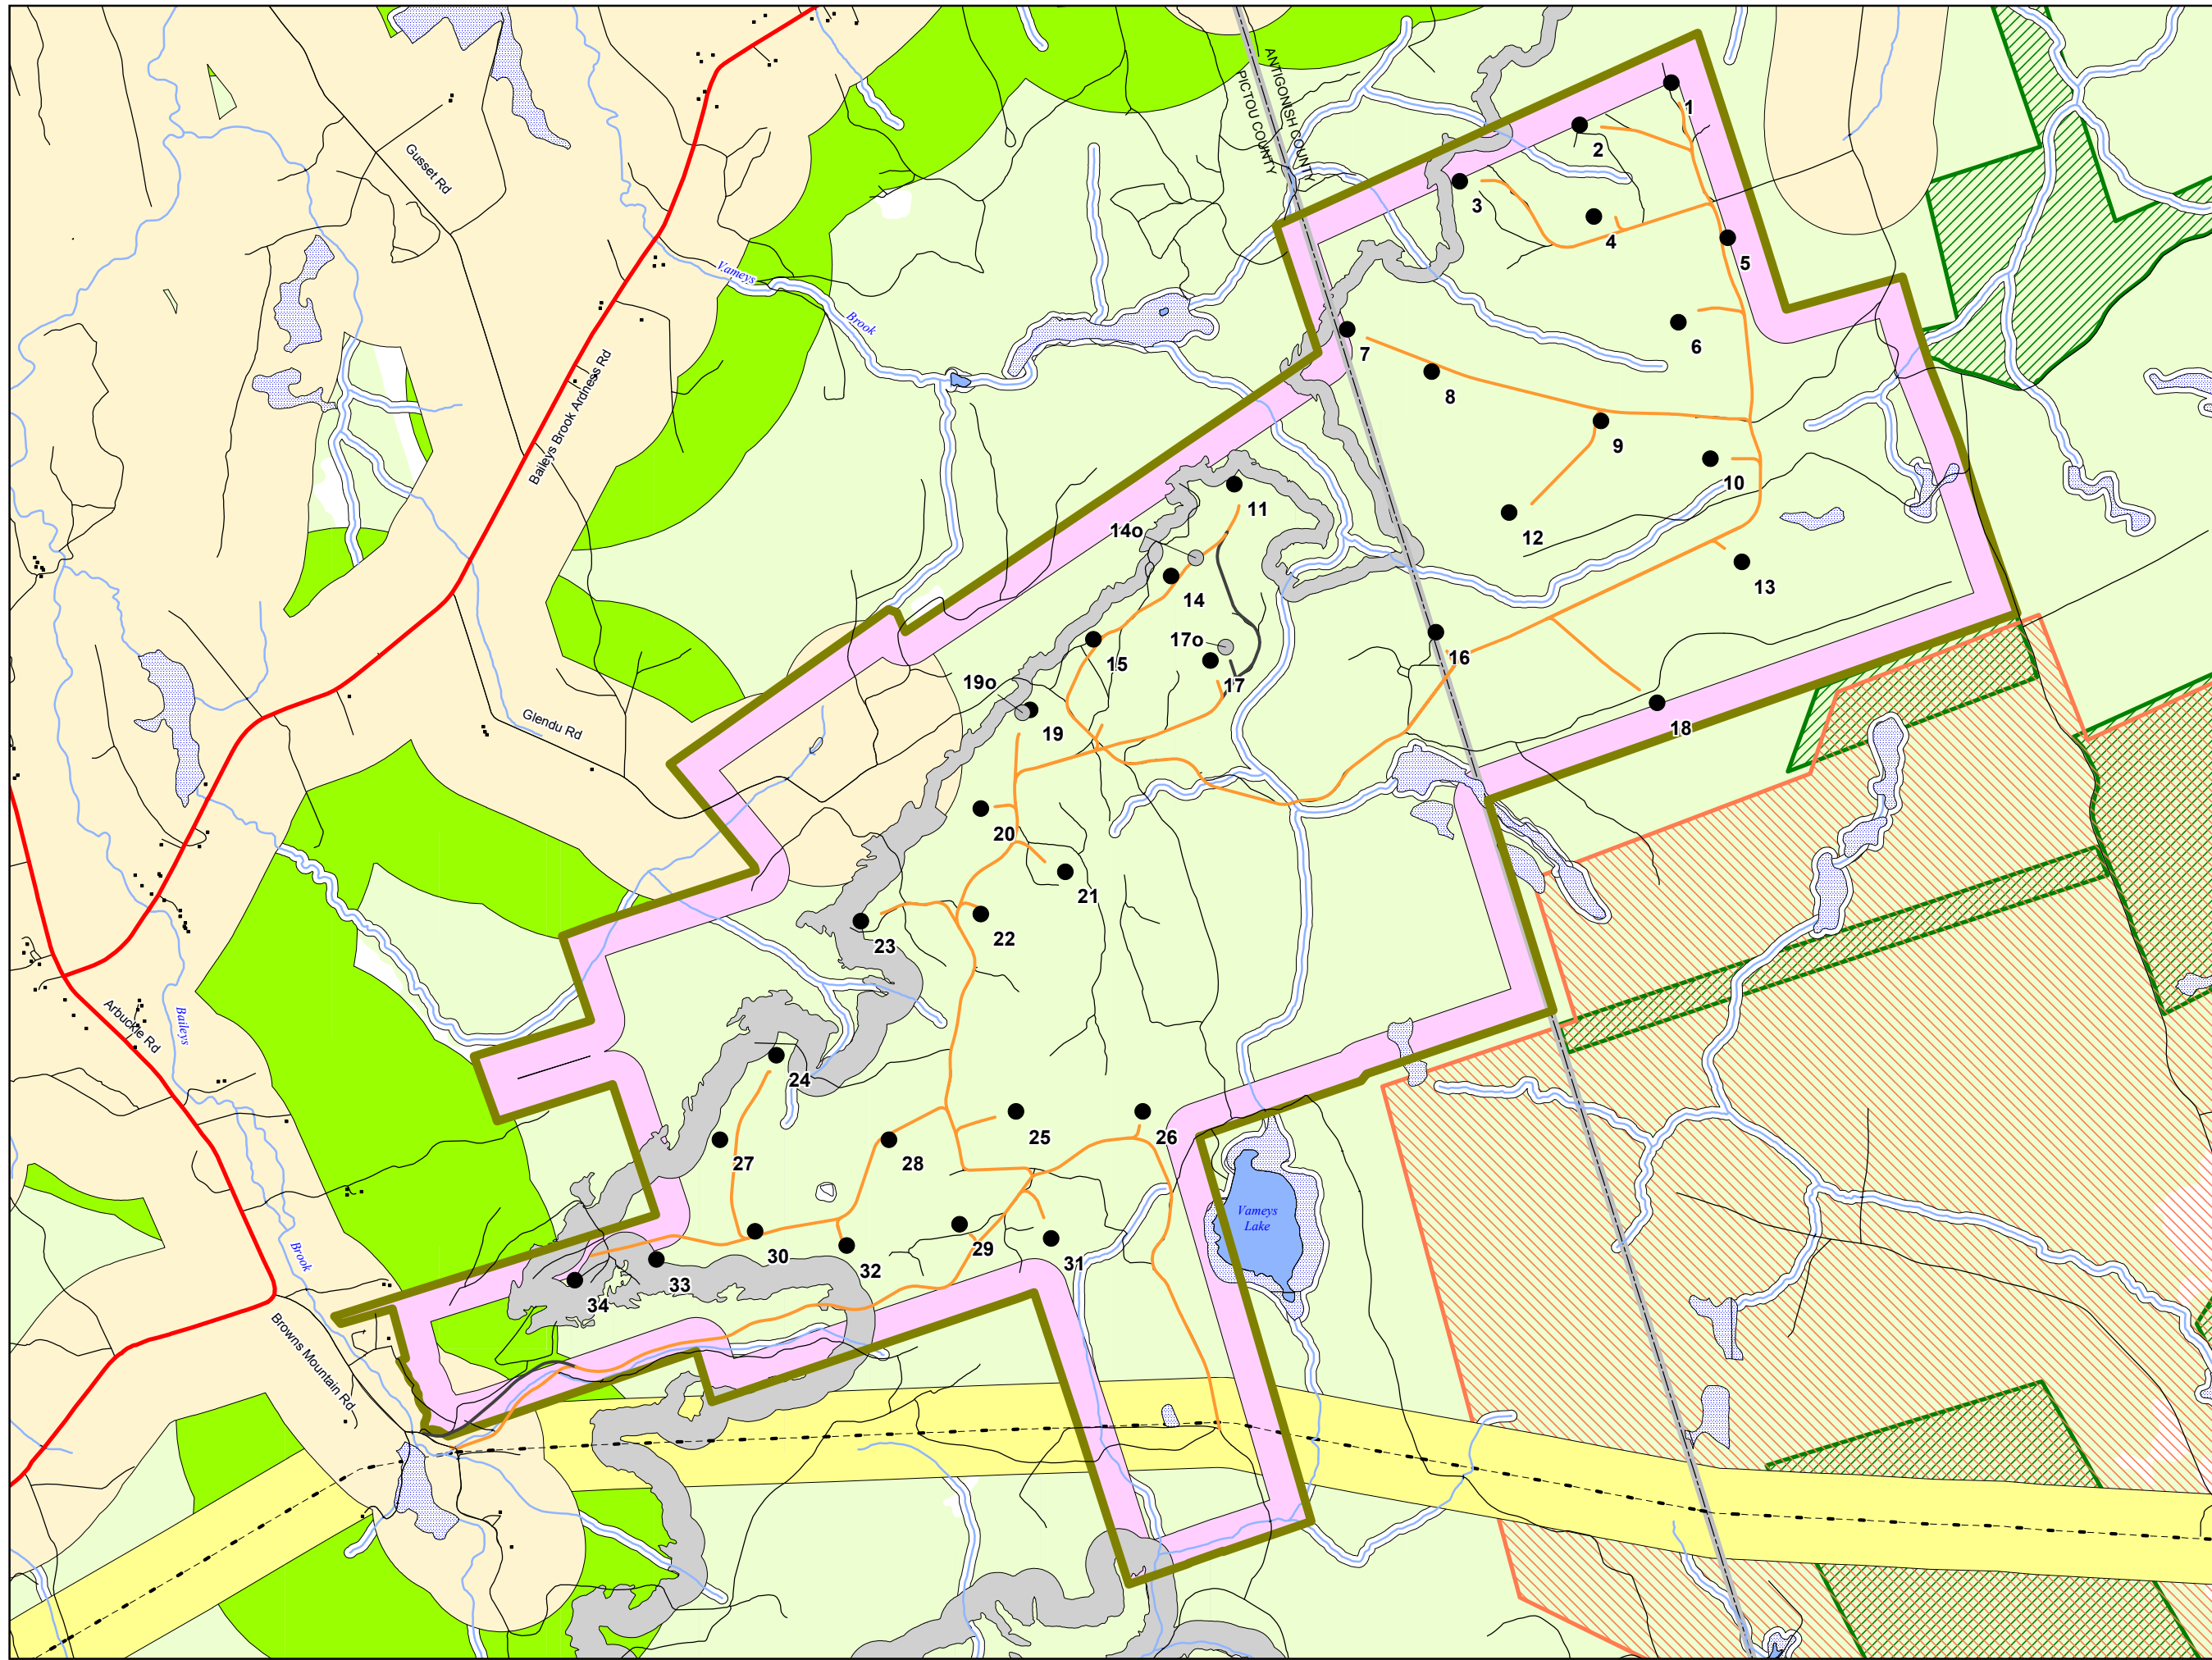 ANTIGONISH COUNTY
PICTOU COUNTY
Gusset Rd
Vameys
Brook
Baileys Brook Ardness Rd
Glendu Rd
Arbuckle Rd
Baileys
Brook
Browns Mountain Rd
Vameys
Lake
1
2
3
4
5
6
7
8
9
10
11
12
13
14o
14
15
16
17o
17
18
19o
19
20
21
22
23
24
25
26
27
28
29
30
31
32
33
34